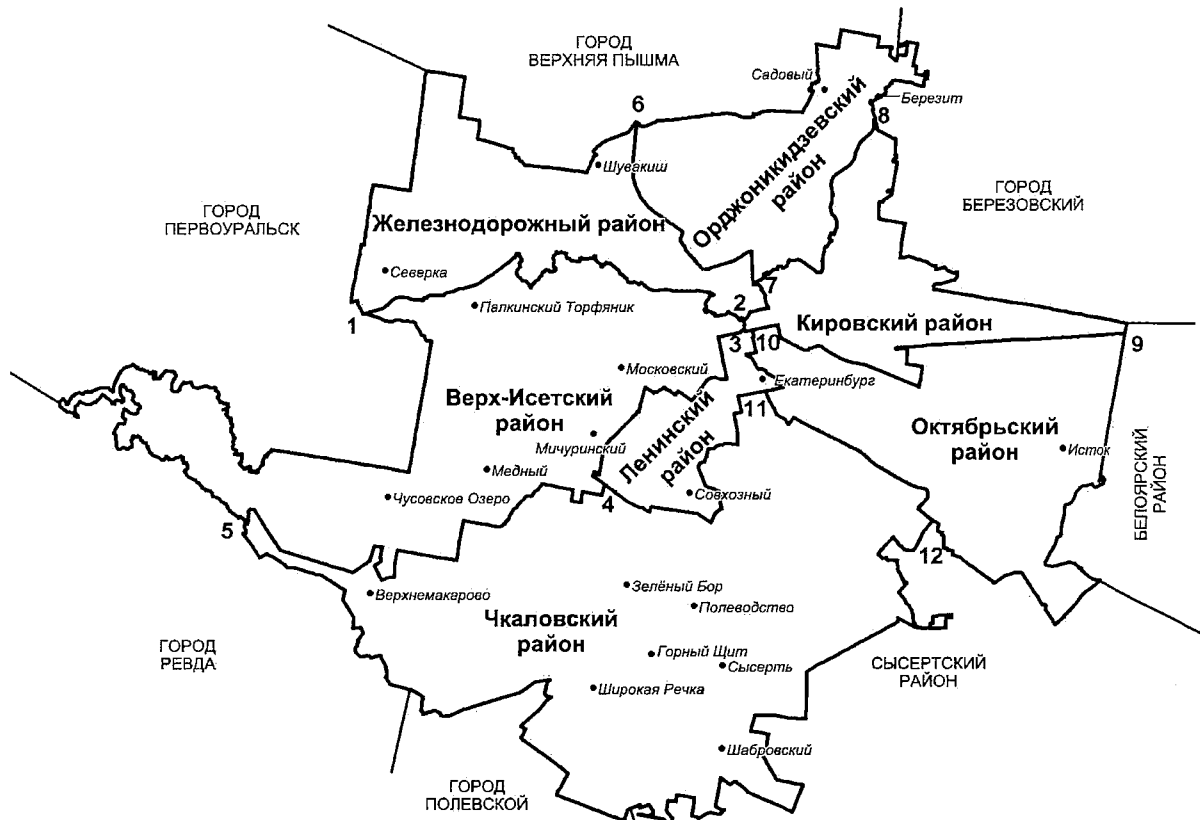 ГОРОД
ВЕРХНЯЯ ПЫШМА
Садовый
Березит
6
8
Шувакиш
Орджоникидзевский
район
ГОРОД
БЕРЕЗОВСКИЙ
ГОРОД
ПЕРВОУРАЛЬСК
Железнодорожный район
Северка
7
2
Палкинский Торфяник
1
Кировский район
3
10
9
Московский
Екатеринбург
Верх-Исетский
район
11
Ленинский
район
Октябрьский
район
Мичуринский
Исток
Медный
Совхозный
Чусовское Озеро
4
БЕЛОЯРСКИЙ
РАЙОН
5
12
Верхнемакарово
Зелёный Бор
Полеводство
Чкаловский
район
ГОРОД
РЕВДА
Горный Щит
Сысерть
СЫСЕРТСКИЙ
РАЙОН
Широкая Речка
Шабровский
ГОРОД
ПОЛЕВСКОЙ